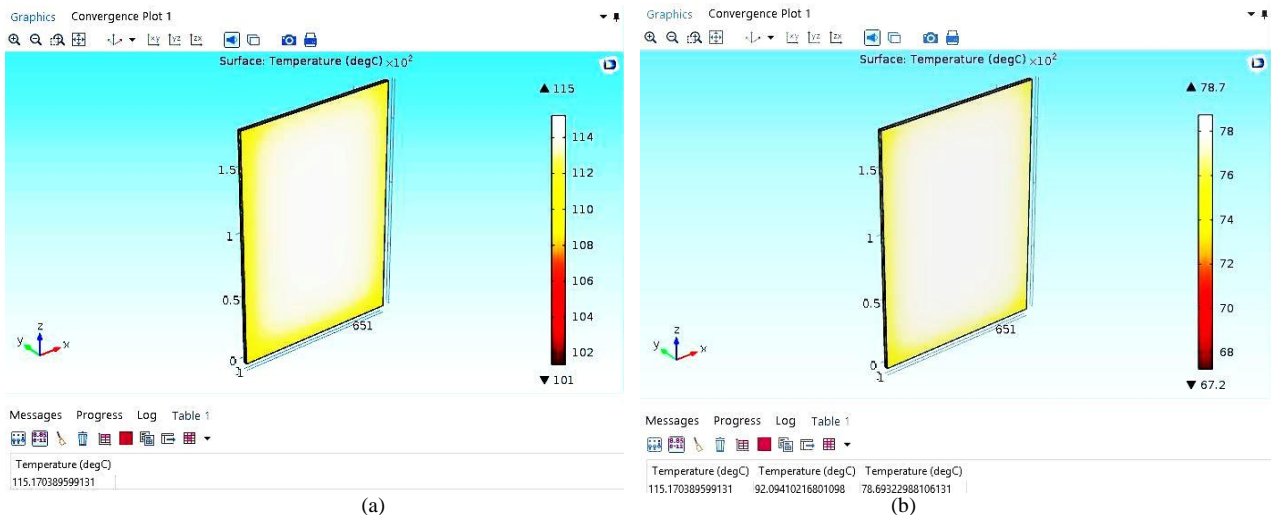 Graphics Convergence Plot 1
Surface: Temperature (degC) ×10²
▲ 115
114
112
110
108
106
104
102
▼ 101
1.5
1
0.5
0
1
651
z
y
x
Messages Progress Log Table 1
Temperature (degC)
115.170389599131
(a)
Graphics Convergence Plot 1
Surface: Temperature (degC) ×10²
▲ 78.7
78
76
74
72
70
68
▼ 67.2
1.5
1
0.5
0
1
651
z
y
x
Messages Progress Log Table 1
Temperature (degC) Temperature (degC) Temperature (degC)
115.170389599131 92.09410216801098 78.69322988106131
(b)